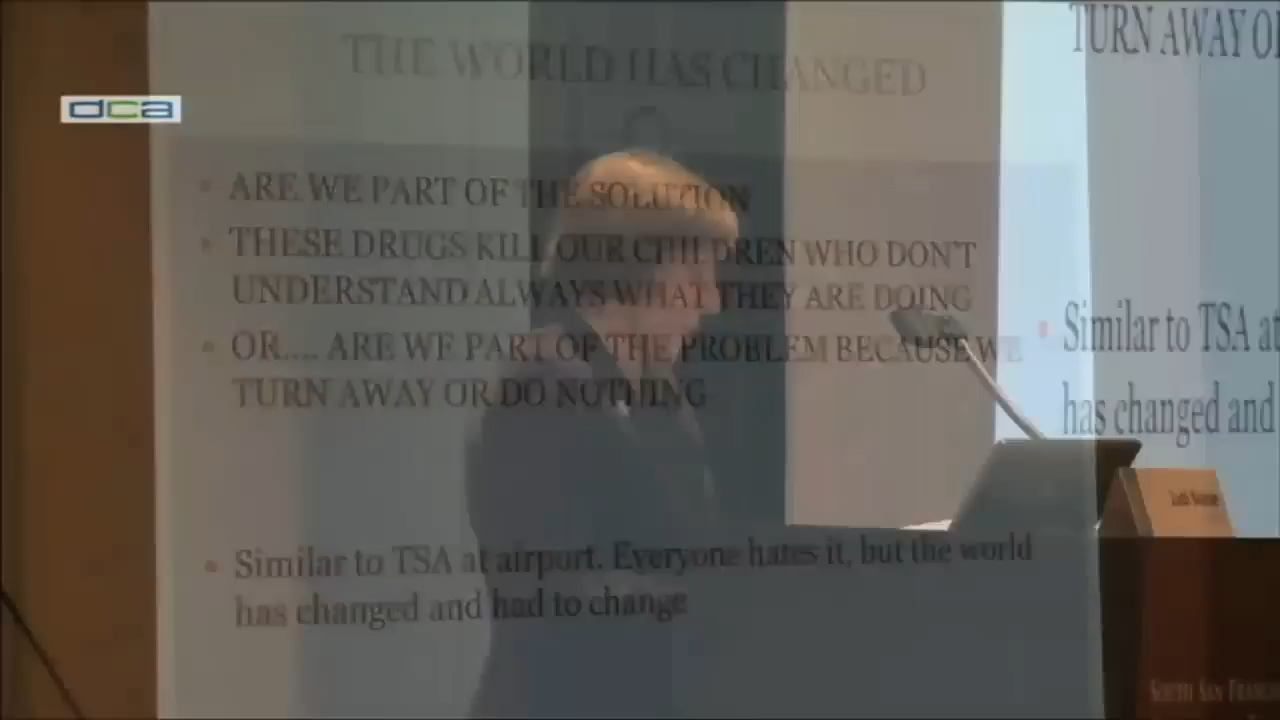 THE WORLD HAS CHANGED
TURN AWAY O
dca
ARE WE PART OF THE SOLUTION
THESE DRUGS KILL OUR CHILDREN WHO DON'T
UNDERSTAND ALWAYS WHAT THEY ARE DOING
OR.... ARE WE PART OF THE PROBLEM BECAUSE WE
TURN AWAY OR DO NOTHING
Similar to TSA at
has changed and
Similar to TSA at airport. Everyone hates it, but the world
has changed and had to change
SOUTH SAN